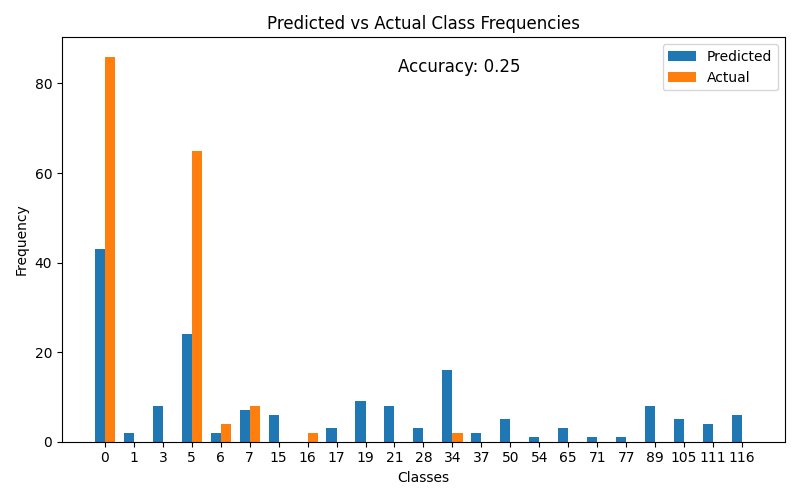 Predicted vs Actual Class Frequencies
Accuracy: 0.25
Predicted
Actual
80
60
40
20
0
Frequency
0 1 3 5 6 7 15 16 17 19 21 28 34 37 50 54 65 71 77 89 105 111 116
Classes